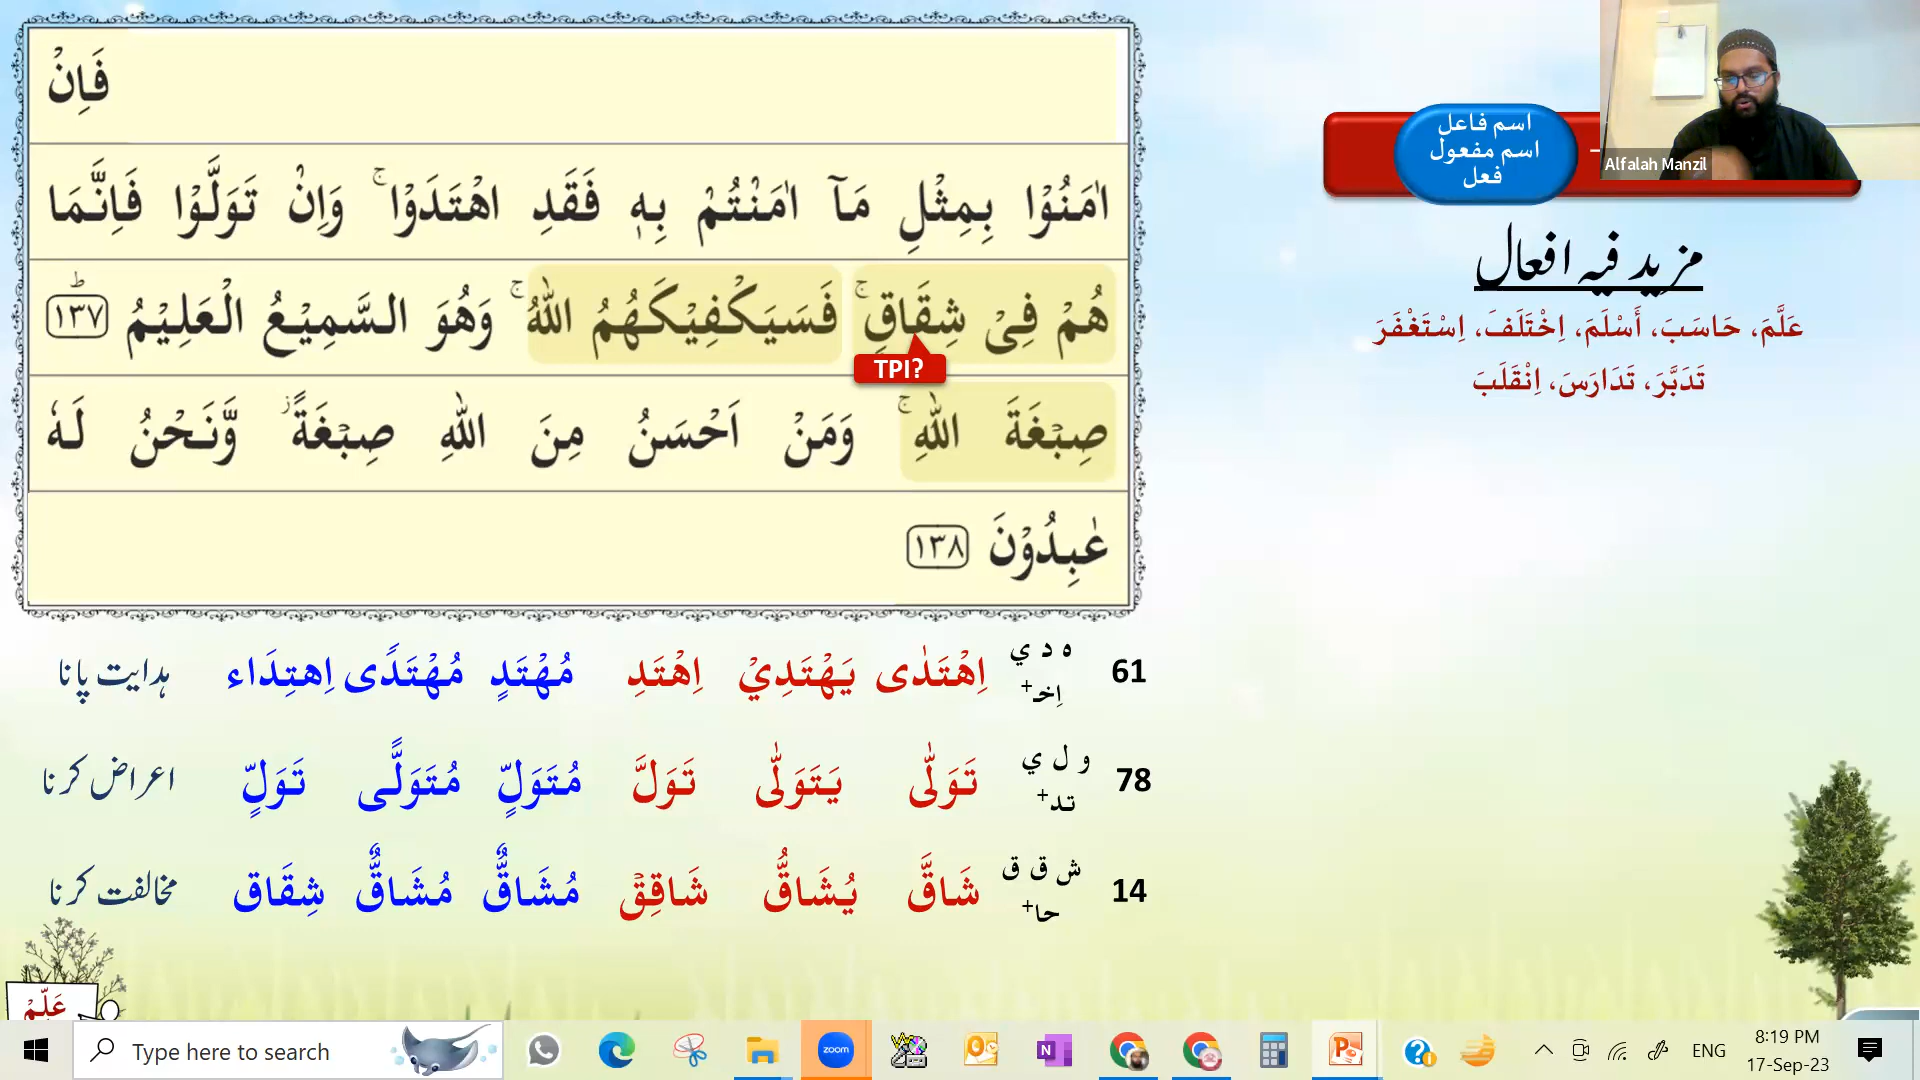 فَاِنْ
اٰمَنُوْا بِمِثْلِ مَاۤ اٰمَنْتُمْ بِهٖ فَقَدِ اهْتَدَوْا ۚ وَاِنْ تَوَلَّوْا فَاِنَّمَا
هُمْ فِىْ شِقَاقٍ ۚ فَسَيَكْفِيْكَهُمُ اللّٰهُ ۚ وَهُوَ السَّمِيْعُ الْعَلِيْمُ ؕ ١٣٧
TPI?
صِبْغَةَ اللّٰهِ ۚ وَمَنْ اَحْسَنُ مِنَ اللّٰهِ صِبْغَةً ز وَّنَحْنُ لَهٗ
عٰبِدُوْنَ ١٣٨
اسم فاعل
اسم مفعول
فعل
Alfalah Manzil
مزید فیہ افعال
عَلَّمَ، حَاسَبَ، أَسْلَمَ، اِخْتَلَفَ، اِسْتَغْفَرَ
تَدَبَّرَ، تَدَارَسَ، اِنْقَلَبَ
61 ه د ي اِخـ+ اِهْتَدٰى يَهْتَدِيْ اِهْتَدِ مُهْتَدٍ مُهْتَدًى اِهتِدَاء ہدایت پانا
78 و ل ي تد+ تَوَلّٰى يَتَوَلّٰى تَوَلَّ مُتَوَلٍّ مُتَوَلًّى تَوَلٍّ اعراض کرنا
14 ش ق ق حا+ شَاقَّ يُشَاقُّ شَاقِقْ مُشَاقٌّ مُشَاقٌّ شِقَاق مخالفت کرنا
عَلِّمْ
Type here to search
zoom
ENG
8:19 PM
17-Sep-23